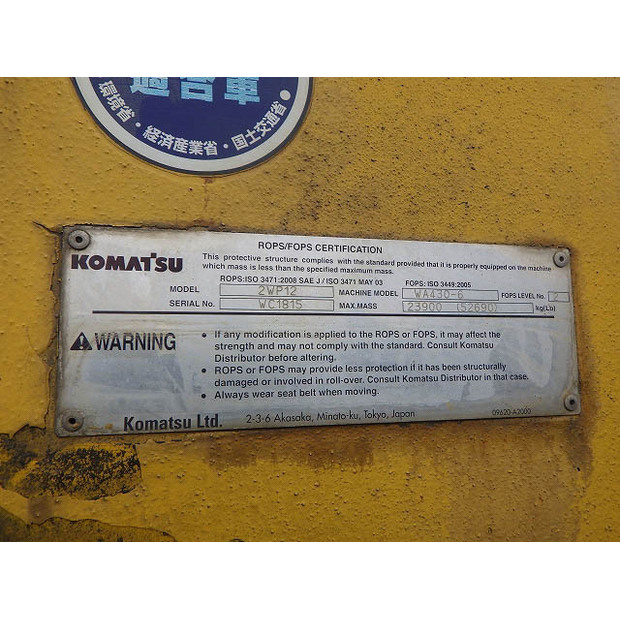 適合車
環境省・経済産業省・国土交通省
ROPS/FOPS CERTIFICATION
KOMATSU
This protective structure complies with the standard provided that it is properly equipped on the machine
which mass is less than the specified maximum mass.
ROPS:ISO 3471:2008 SAE J / ISO 3471 MAY 03 FOPS: ISO 3449:2005
MODEL 2WP12 MACHINE MODEL WA430-6 FOPS LEVEL No. 2
SERIAL No. WC1815 MAX.MASS 23900 (52690) kg(Lb)
WARNING
• If any modification is applied to the ROPS or FOPS, it may affect the
strength and may not comply with the standard. Consult Komatsu
Distributor before altering.
• ROPS or FOPS may provide less protection if it has been structurally
damaged or involved in roll-over. Consult Komatsu Distributor in that case.
• Always wear seat belt when moving.
Komatsu Ltd. 2-3-6 Akasaka, Minato-ku, Tokyo, Japan 09620-A2000